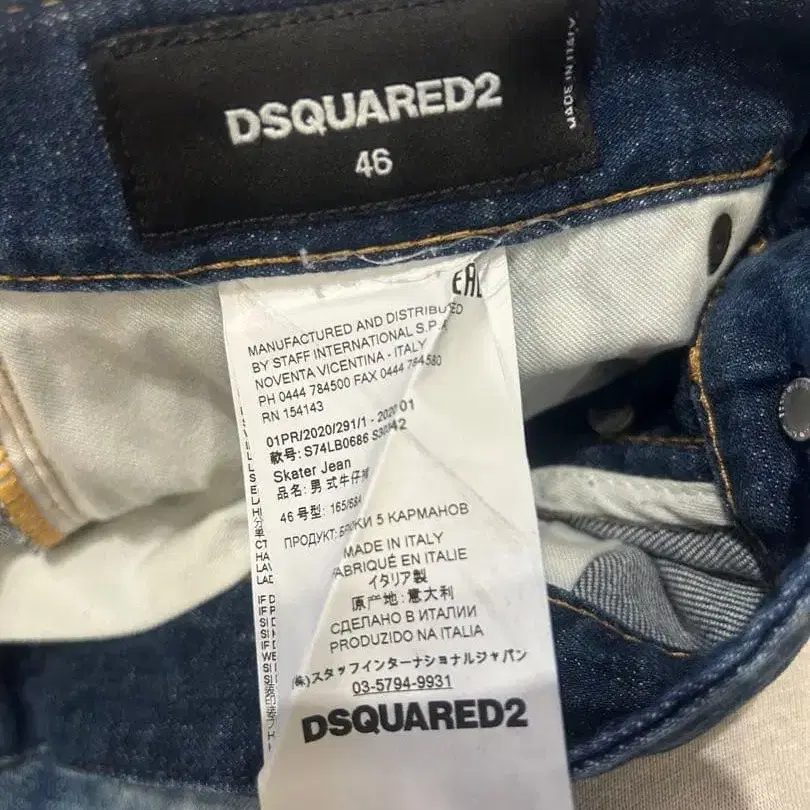 DSQUARED2
46
MADE IN ITALY
EAC
MANUFACTURED AND DISTRIBUTED
BY STAFF INTERNATIONAL S.P.A
NOVENTA VICENTINA - ITALY
PH 0444 784500 FAX 0444 784580
RN 154143
01PR/2020/291/1 - 2020 01
款号: S74LB0686
Skater Jean
品名: 男式牛仔裤
46 号型: 165/68A
ПРОДУКТ: БРЮКИ 5 КАРМАНОВ
MADE IN ITALY
FABRIQUÉ EN ITALIE
イタリア製
原产地: 意大利
СДЕЛАНО В ИТАЛИИ
PRODUZIDO NA ITALIA
(株)スタッフインターナショナルジャパン
03-5794-9931
DSQUARED2